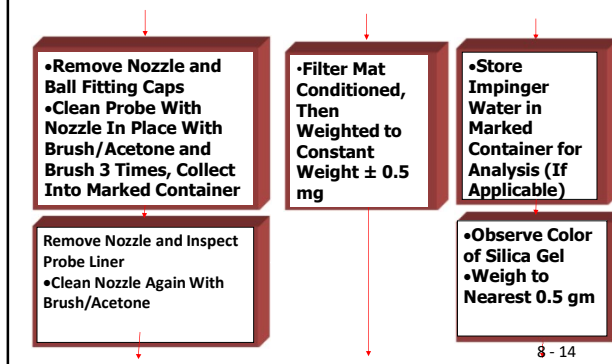 •Remove Nozzle and
Ball Fitting Caps
•Clean Probe With
Nozzle In Place With
Brush/Acetone and
Brush 3 Times, Collect
Into Marked Container
Remove Nozzle and Inspect
Probe Liner
•Clean Nozzle Again With
Brush/Acetone
•Filter Mat
Conditioned,
Then
Weighted to
Constant
Weight ± 0.5
mg
•Store
Impinger
Water in
Marked
Container for
Analysis (If
Applicable)
•Observe Color
of Silica Gel
•Weigh to
Nearest 0.5 gm
8 - 14